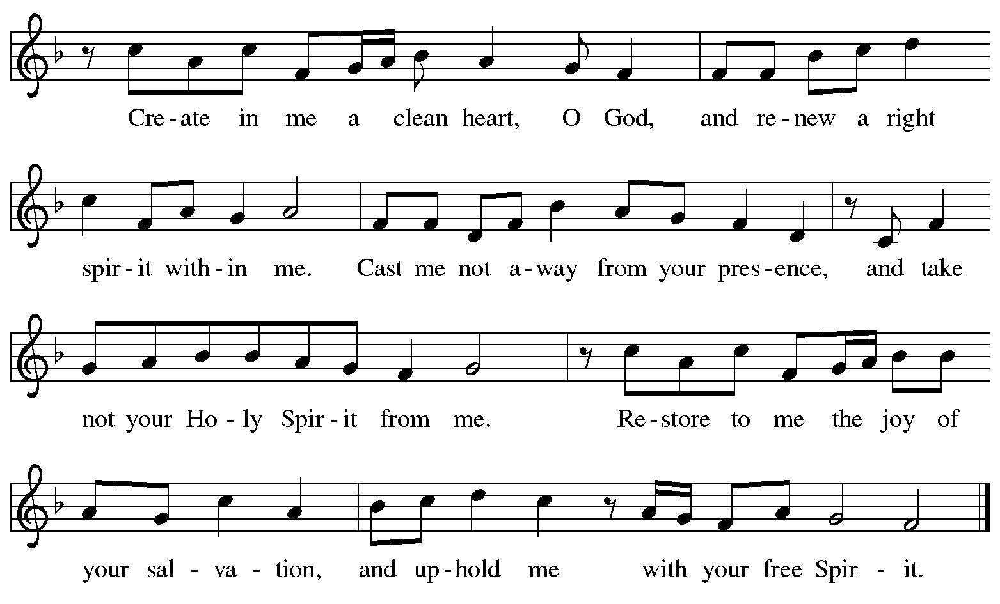 Cre - ate in me a clean heart, O God, and re - new a right
spir - it with - in me. Cast me not a - way from your pres - ence, and take
not your Ho - ly Spir - it from me. Re - store to me the joy of
your sal - va - tion, and up - hold me with your free Spir - it.